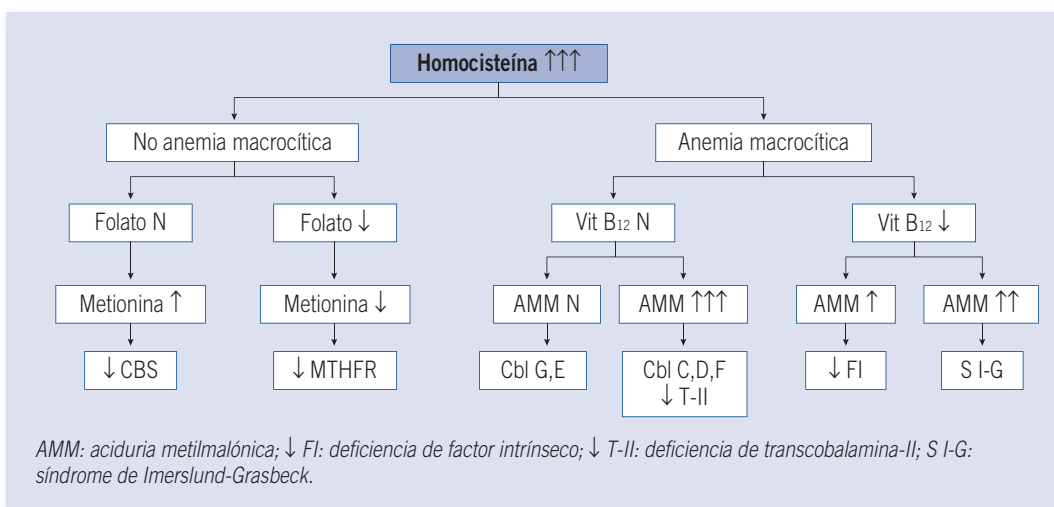 Homocisteína ↑↑↑
No anemia macrocítica
Anemia macrocítica
Folato N
Folato ↓
Vit B12 N
Vit B12 ↓
Metionina ↑
Metionina ↓
AMM N
AMM ↑↑↑
AMM ↑
AMM ↑↑
↓ CBS
↓ MTHFR
Cbl G,E
Cbl C,D,F
↓ T-II
↓ FI
S I-G
AMM: aciduria metilmalónica; ↓ FI: deficiencia de factor intrínseco; ↓ T-II: deficiencia de transcobalamina-II; S I-G:
síndrome de Imerslund-Grasbeck.